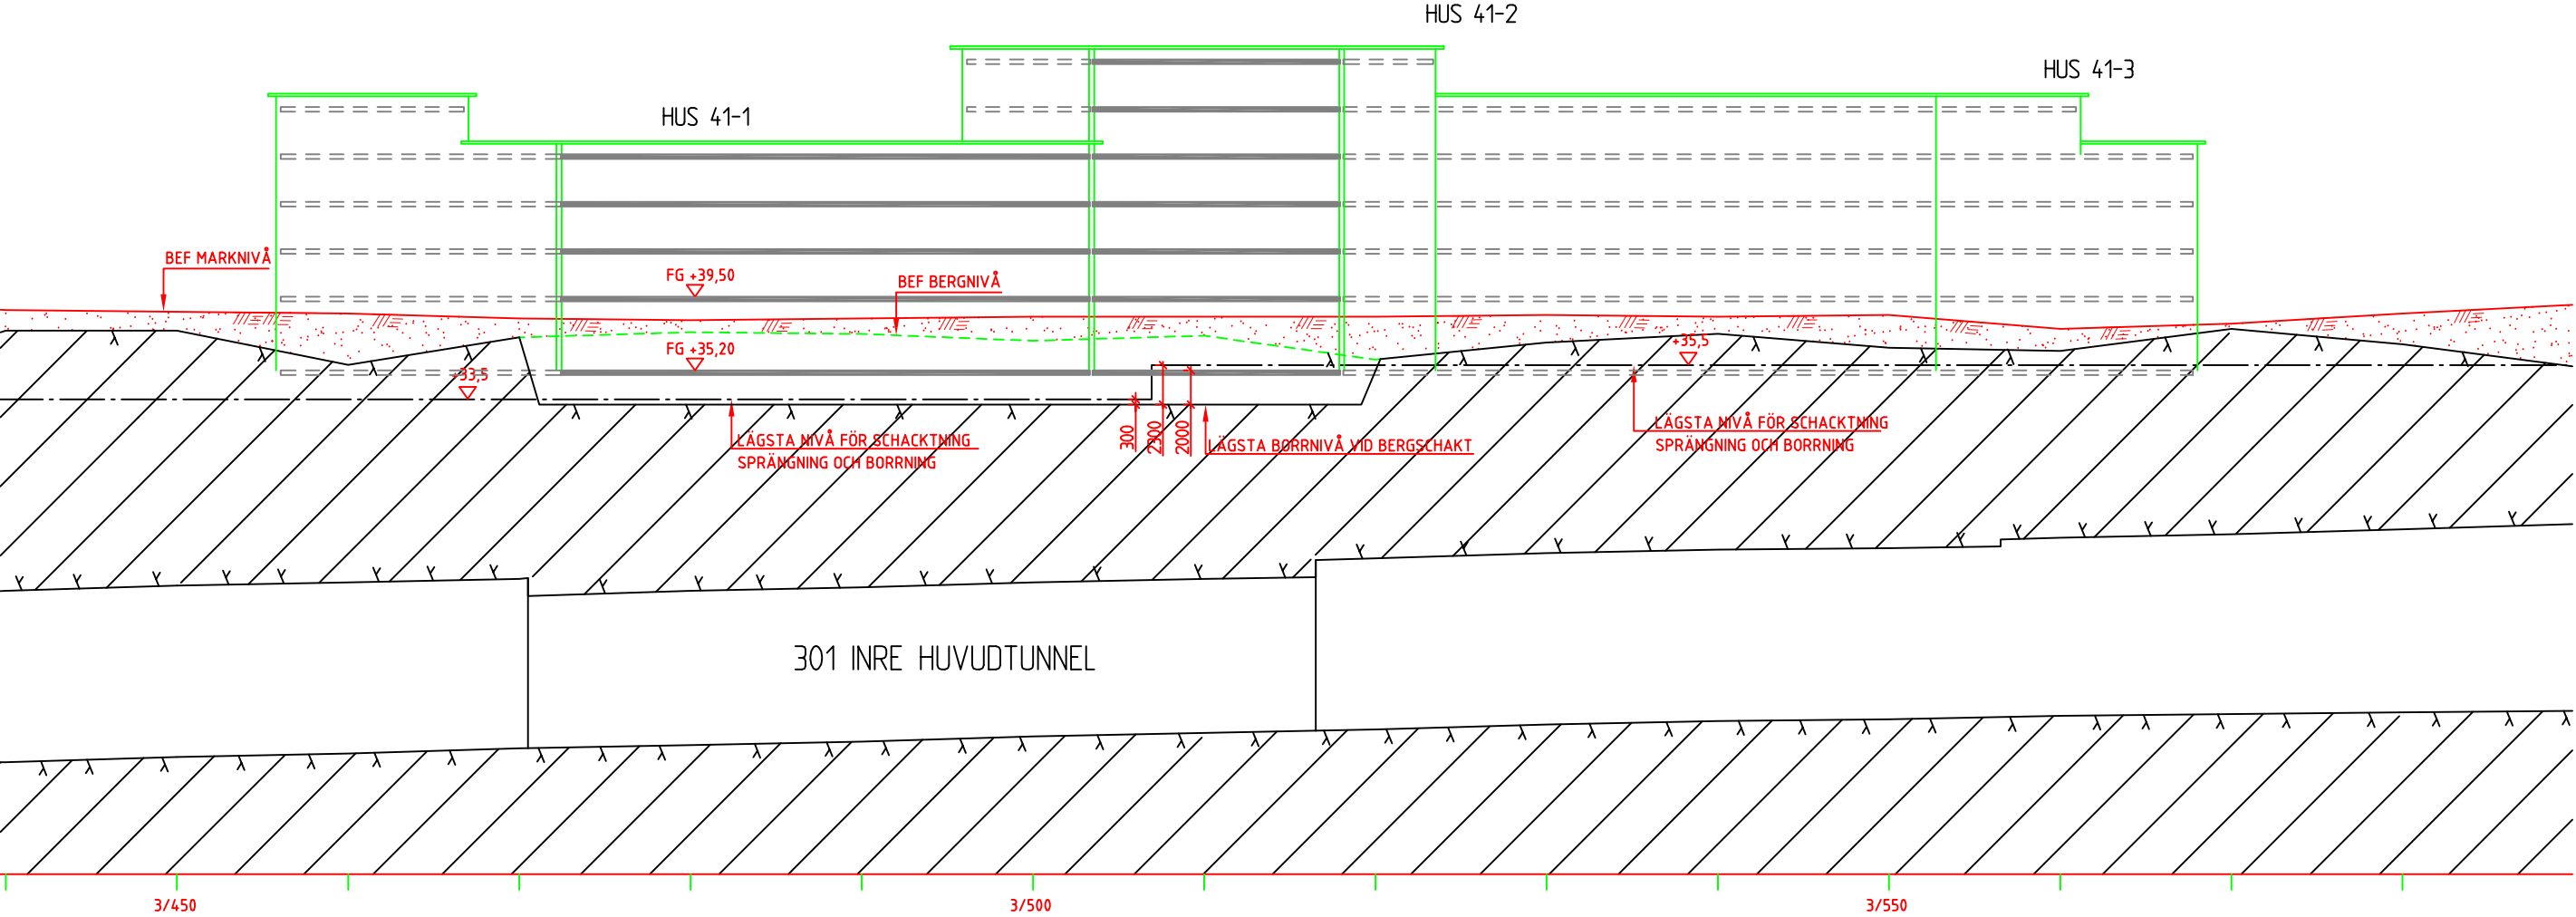 HUS 41-2
HUS 41-3
HUS 41-1
BEF MARKNIVÅ
FG +39,50
BEF BERGNIVÅ
FG +35,20
+35,5
+33,5
LÄGSTA NIVÅ FÖR SCHACKTNING
SPRÄNGNING OCH BORRNING
300
2300
2000
LÄGSTA BORRNIVÅ VID BERGSCHAKT
LÄGSTA NIVÅ FÖR SCHACKTNING
SPRÄNGNING OCH BORRNING
301 INRE HUVUDTUNNEL
3/450
3/500
3/550